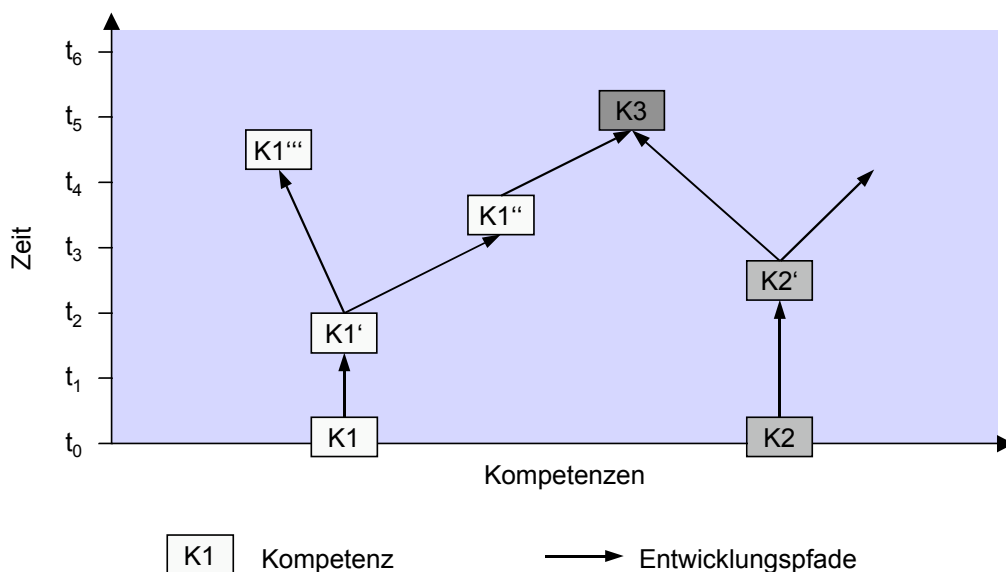 t6
t5
K3
K1‘‘‘
t4
K1‘‘
t3
Zeit
K2‘
t2
K1‘
t1
t0
K1
K2
Kompetenzen
K1 Kompetenz
Entwicklungspfade